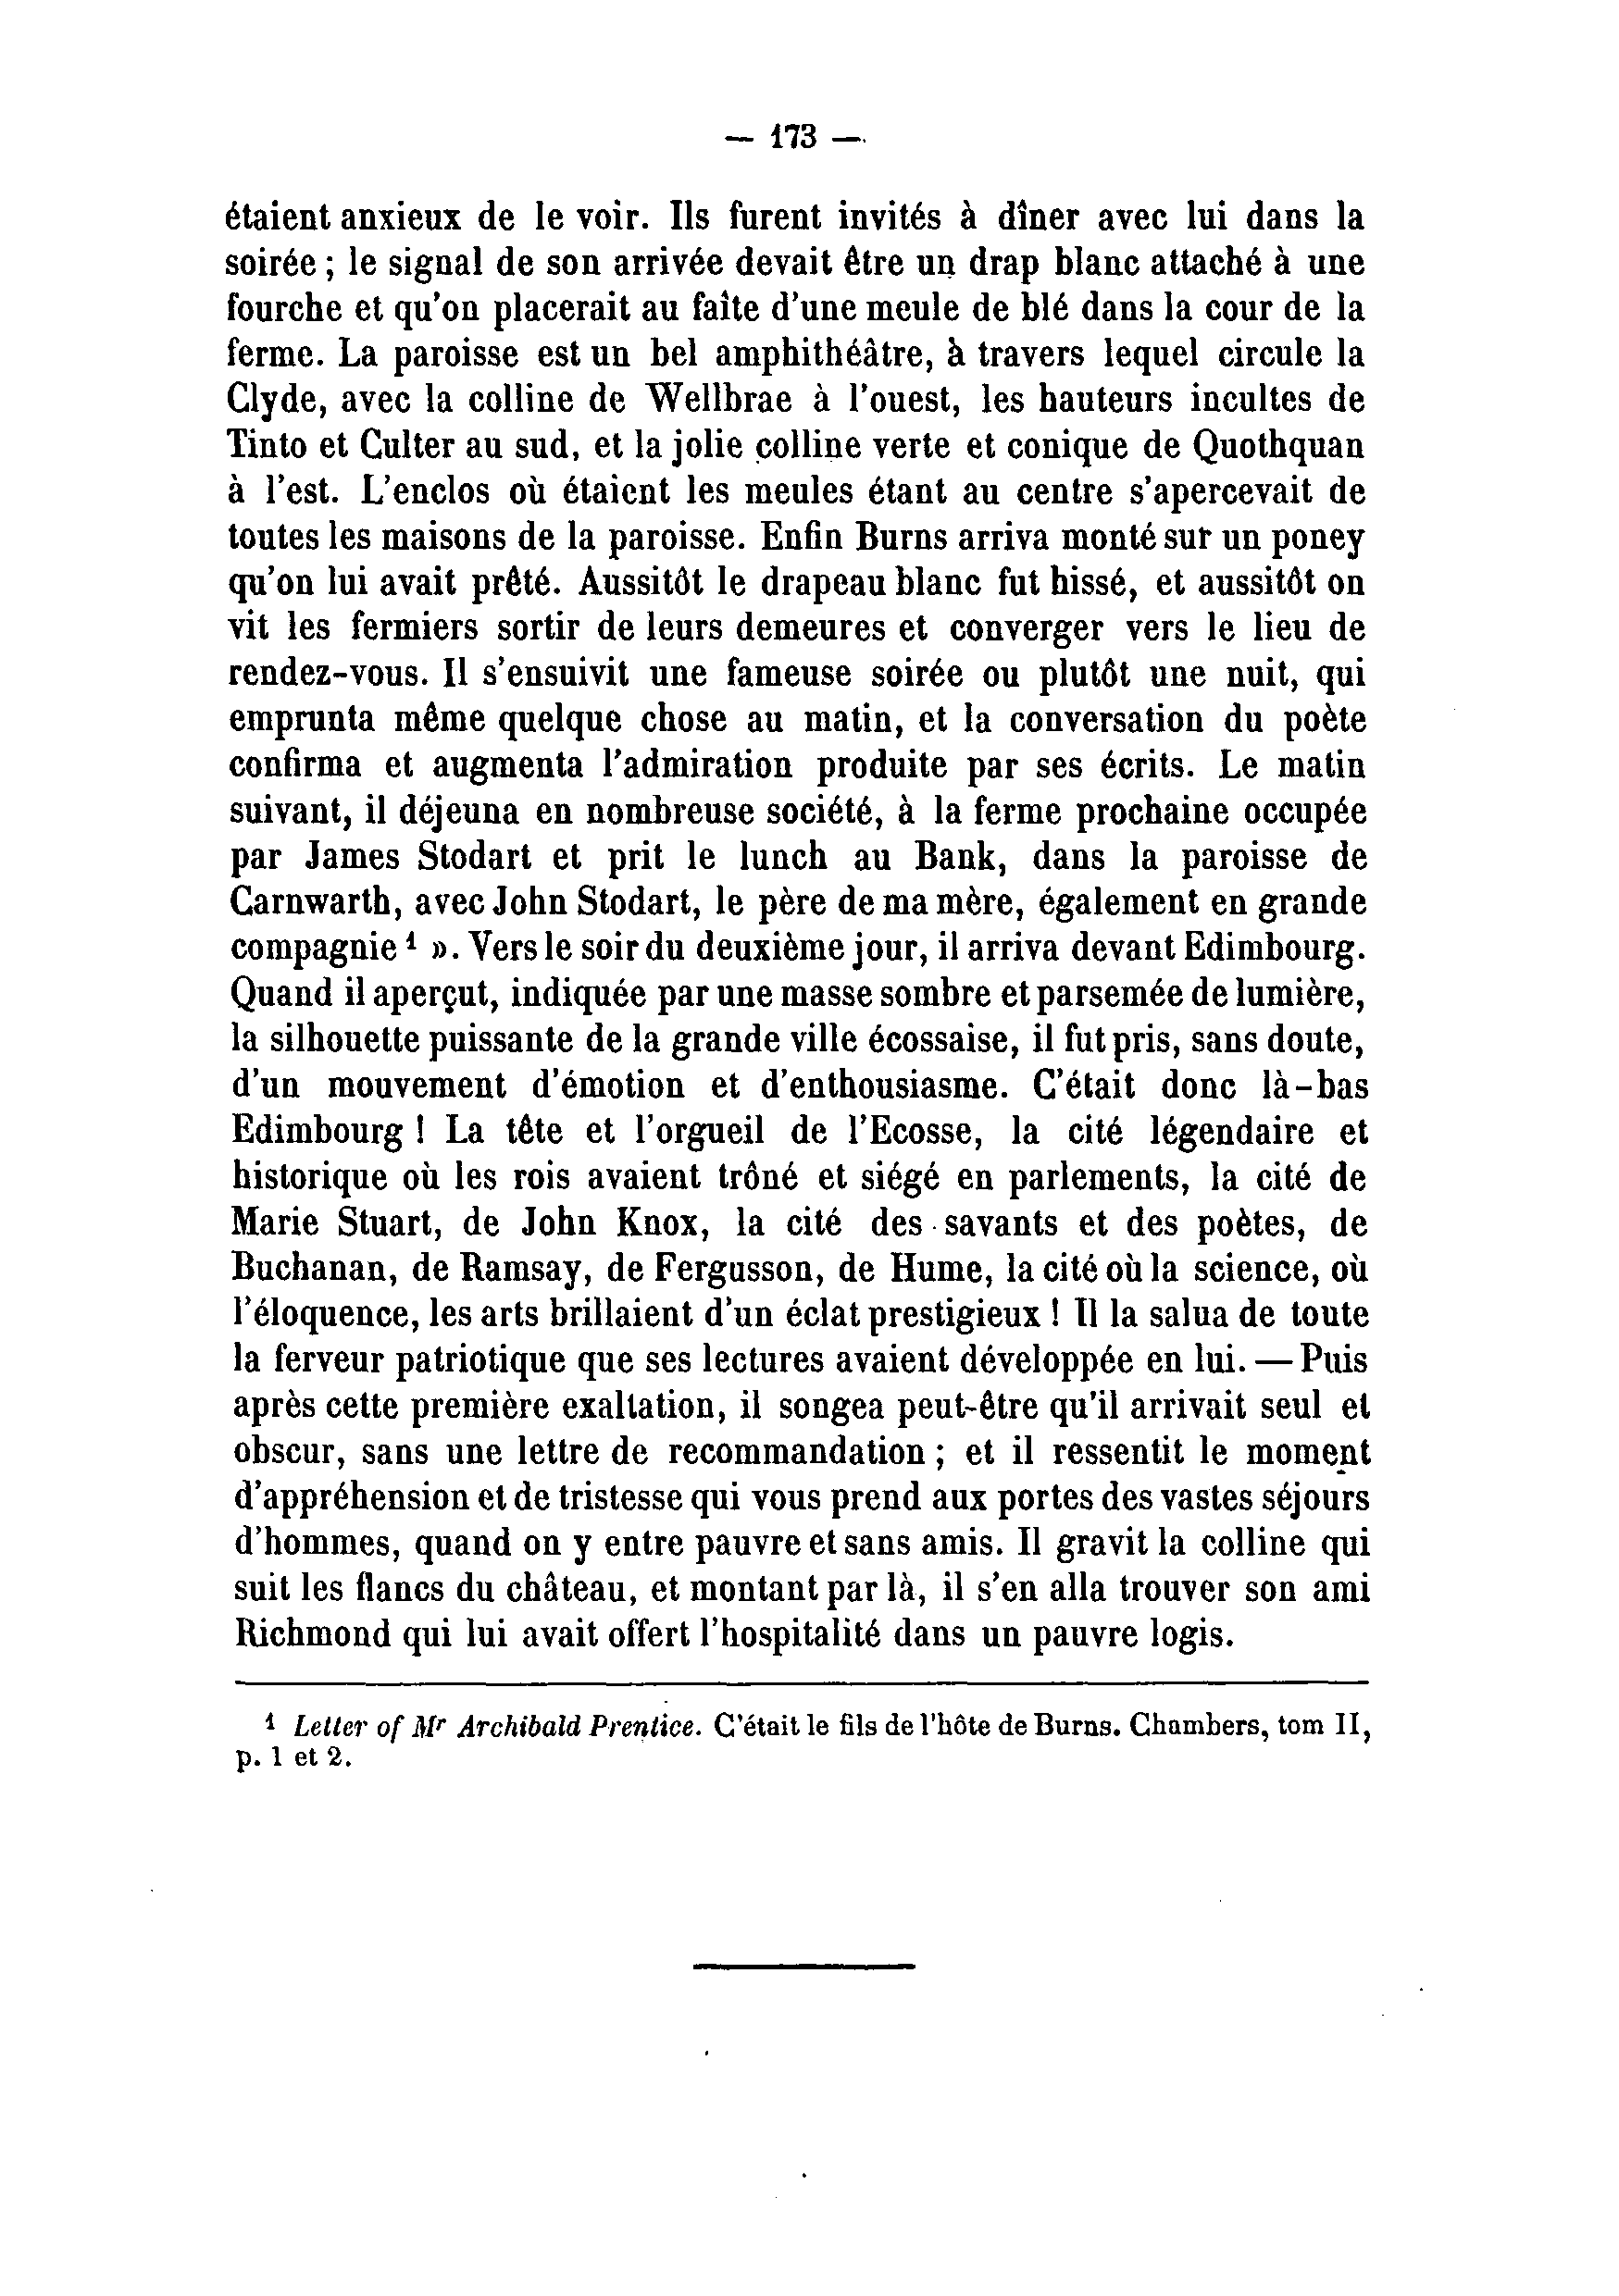 — 173 —
étaient anxieux de le voir. Ils furent invités à dîner avec lui dans la
soirée ; le signal de son arrivée devait être un drap blanc attaché à une
fourche et qu'on placerait au faîte d'une meule de blé dans la cour de la
ferme. La paroisse est un bel amphithéâtre, à travers lequel circule la
Clyde, avec la colline de Wellbrae à l'ouest, les hauteurs incultes de
Tinto et Culter au sud, et la jolie colline verte et conique de Quothquan
à l'est. L'enclos où étaient les meules étant au centre s'apercevait de
toutes les maisons de la paroisse. Enfin Burns arriva monté sur un poney
qu'on lui avait prêté. Aussitôt le drapeau blanc fut hissé, et aussitôt on
vit les fermiers sortir de leurs demeures et converger vers le lieu de
rendez-vous. Il s'ensuivit une fameuse soirée ou plutôt une nuit, qui
emprunta même quelque chose au matin, et la conversation du poète
confirma et augmenta l'admiration produite par ses écrits. Le matin
suivant, il déjeuna en nombreuse société, à la ferme prochaine occupée
par James Stodart et prit le lunch au Bank, dans la paroisse de
Carnwarth, avec John Stodart, le père de ma mère, également en grande
compagnie ¹ ». Vers le soir du deuxième jour, il arriva devant Edimbourg.
Quand il aperçut, indiquée par une masse sombre et parsemée de lumière,
la silhouette puissante de la grande ville écossaise, il fut pris, sans doute,
d'un mouvement d'émotion et d'enthousiasme. C'était donc là-bas
Edimbourg ! La tête et l'orgueil de l'Ecosse, la cité légendaire et
historique où les rois avaient trôné et siégé en parlements, la cité de
Marie Stuart, de John Knox, la cité des savants et des poètes, de
Buchanan, de Ramsay, de Fergusson, de Hume, la cité où la science, où
l'éloquence, les arts brillaient d'un éclat prestigieux ! Il la salua de toute
la ferveur patriotique que ses lectures avaient développée en lui. — Puis
après cette première exaltation, il songea peut-être qu'il arrivait seul et
obscur, sans une lettre de recommandation ; et il ressentit le moment
d'appréhension et de tristesse qui vous prend aux portes des vastes séjours
d'hommes, quand on y entre pauvre et sans amis. Il gravit la colline qui
suit les flancs du château, et montant par là, il s'en alla trouver son ami
Richmond qui lui avait offert l'hospitalité dans un pauvre logis.
¹ Letter of Mr Archibald Prentice. C'était le fils de l'hôte de Burns. Chambers, tom II,
p. 1 et 2.